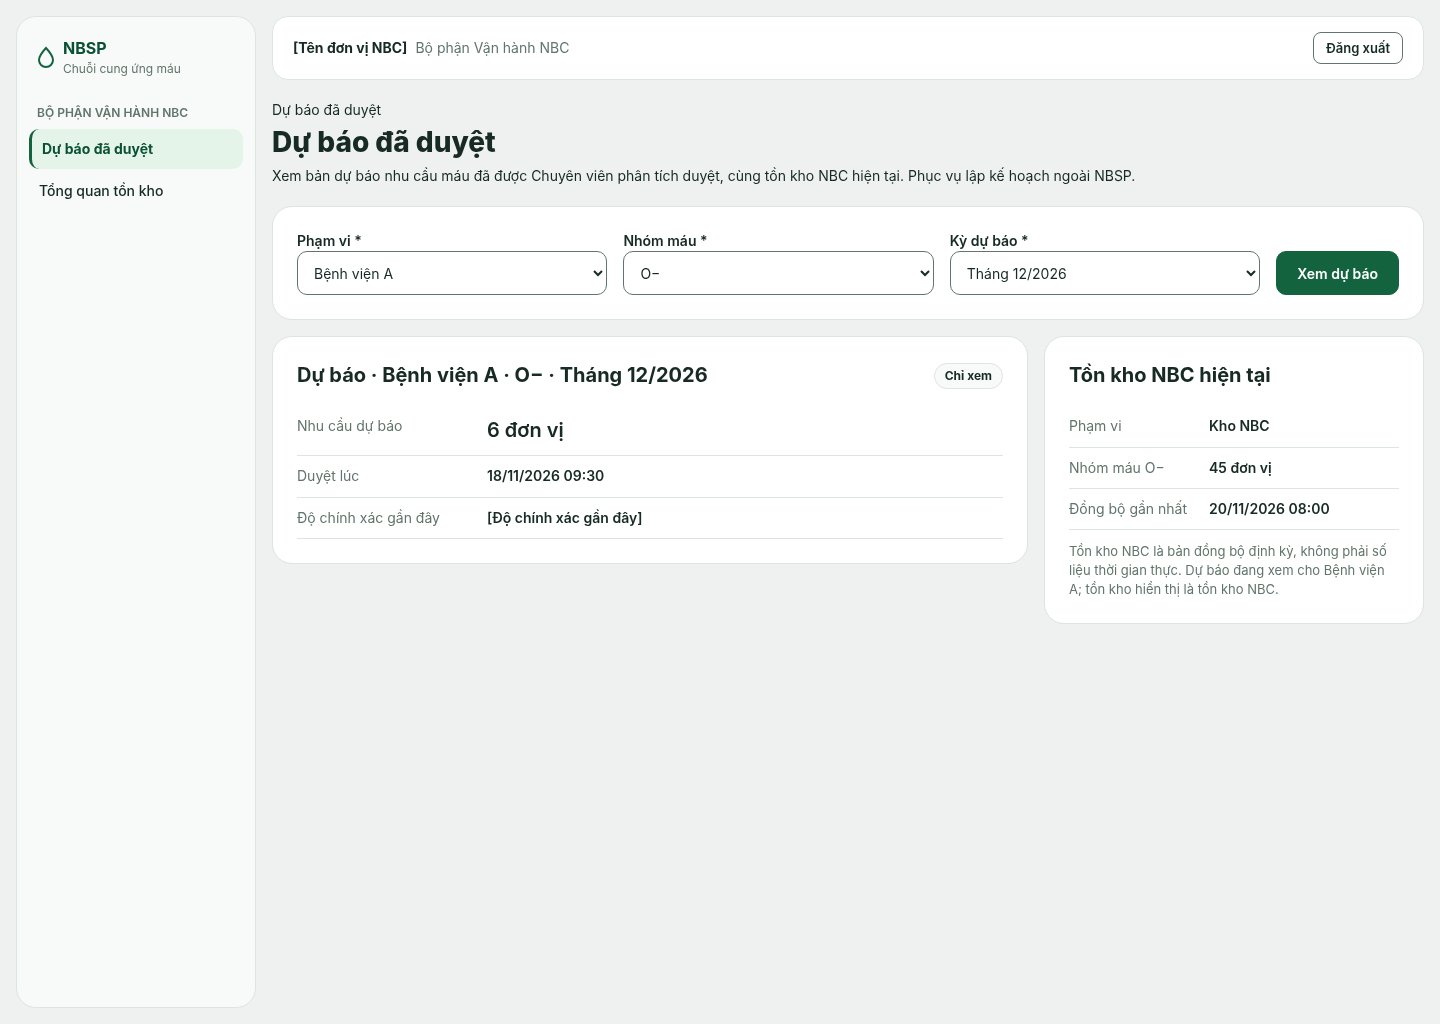 NBSP
Chuỗi cung ứng máu
BỘ PHẬN VẬN HÀNH NBC
Dự báo đã duyệt
Tổng quan tồn kho
[Tên đơn vị NBC] Bộ phận Vận hành NBC
Đăng xuất
Dự báo đã duyệt
Dự báo đã duyệt
Xem bản dự báo nhu cầu máu đã được Chuyên viên phân tích duyệt, cùng tồn kho NBC hiện tại. Phục vụ lập kế hoạch ngoài NBSP.
Phạm vi *
Bệnh viện A
Nhóm máu *
O−
Kỳ dự báo *
Tháng 12/2026
Xem dự báo
Dự báo · Bệnh viện A · O− · Tháng 12/2026
Chỉ xem
Nhu cầu dự báo 6 đơn vị
Duyệt lúc 18/11/2026 09:30
Độ chính xác gần đây [Độ chính xác gần đây]
Tồn kho NBC hiện tại
Phạm vi Kho NBC
Nhóm máu O− 45 đơn vị
Đồng bộ gần nhất 20/11/2026 08:00
Tồn kho NBC là bản đồng bộ định kỳ, không phải số
liệu thời gian thực. Dự báo đang xem cho Bệnh viện
A; tồn kho hiển thị là tồn kho NBC.